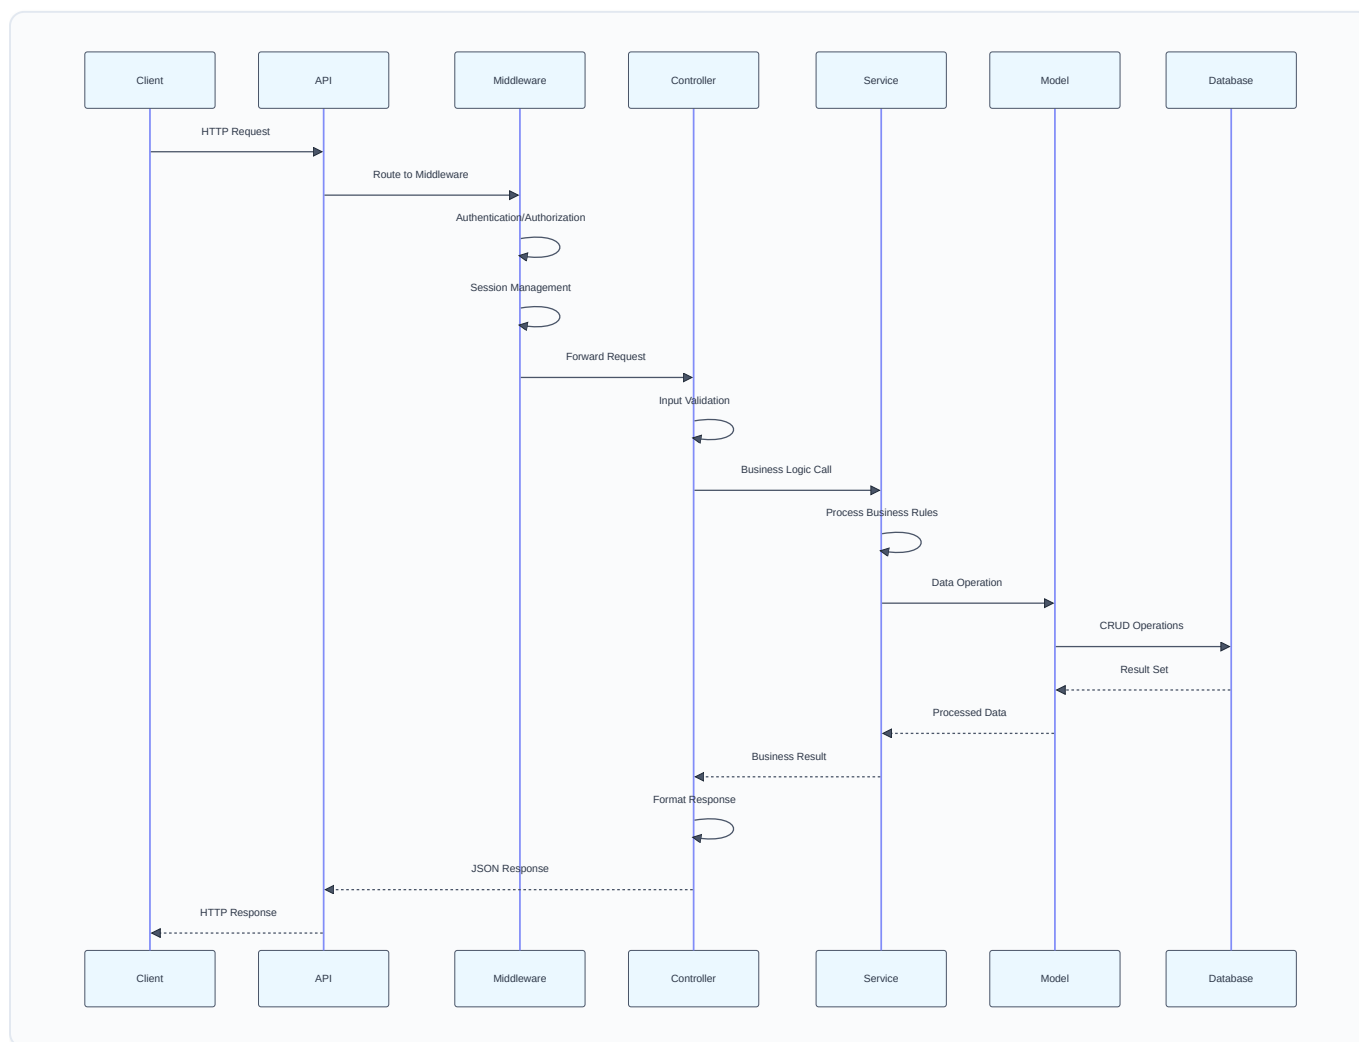 Client
API
Middleware
Controller
Service
Model
Database
HTTP Request
Route to Middleware
Authentication/Authorization
Session Management
Forward Request
Input Validation
Business Logic Call
Process Business Rules
Data Operation
CRUD Operations
Result Set
Processed Data
Business Result
Format Response
JSON Response
HTTP Response
Client
API
Middleware
Controller
Service
Model
Database